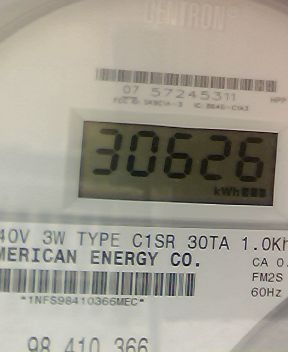 CENTRON®
07 57245311
30626
kWh
40V 3W TYPE C1SR 30TA 1.0Kh
MERICAN ENERGY CO.
CA 0.
FM2S
60Hz
"1NFS98410366MEC"
98 410 366